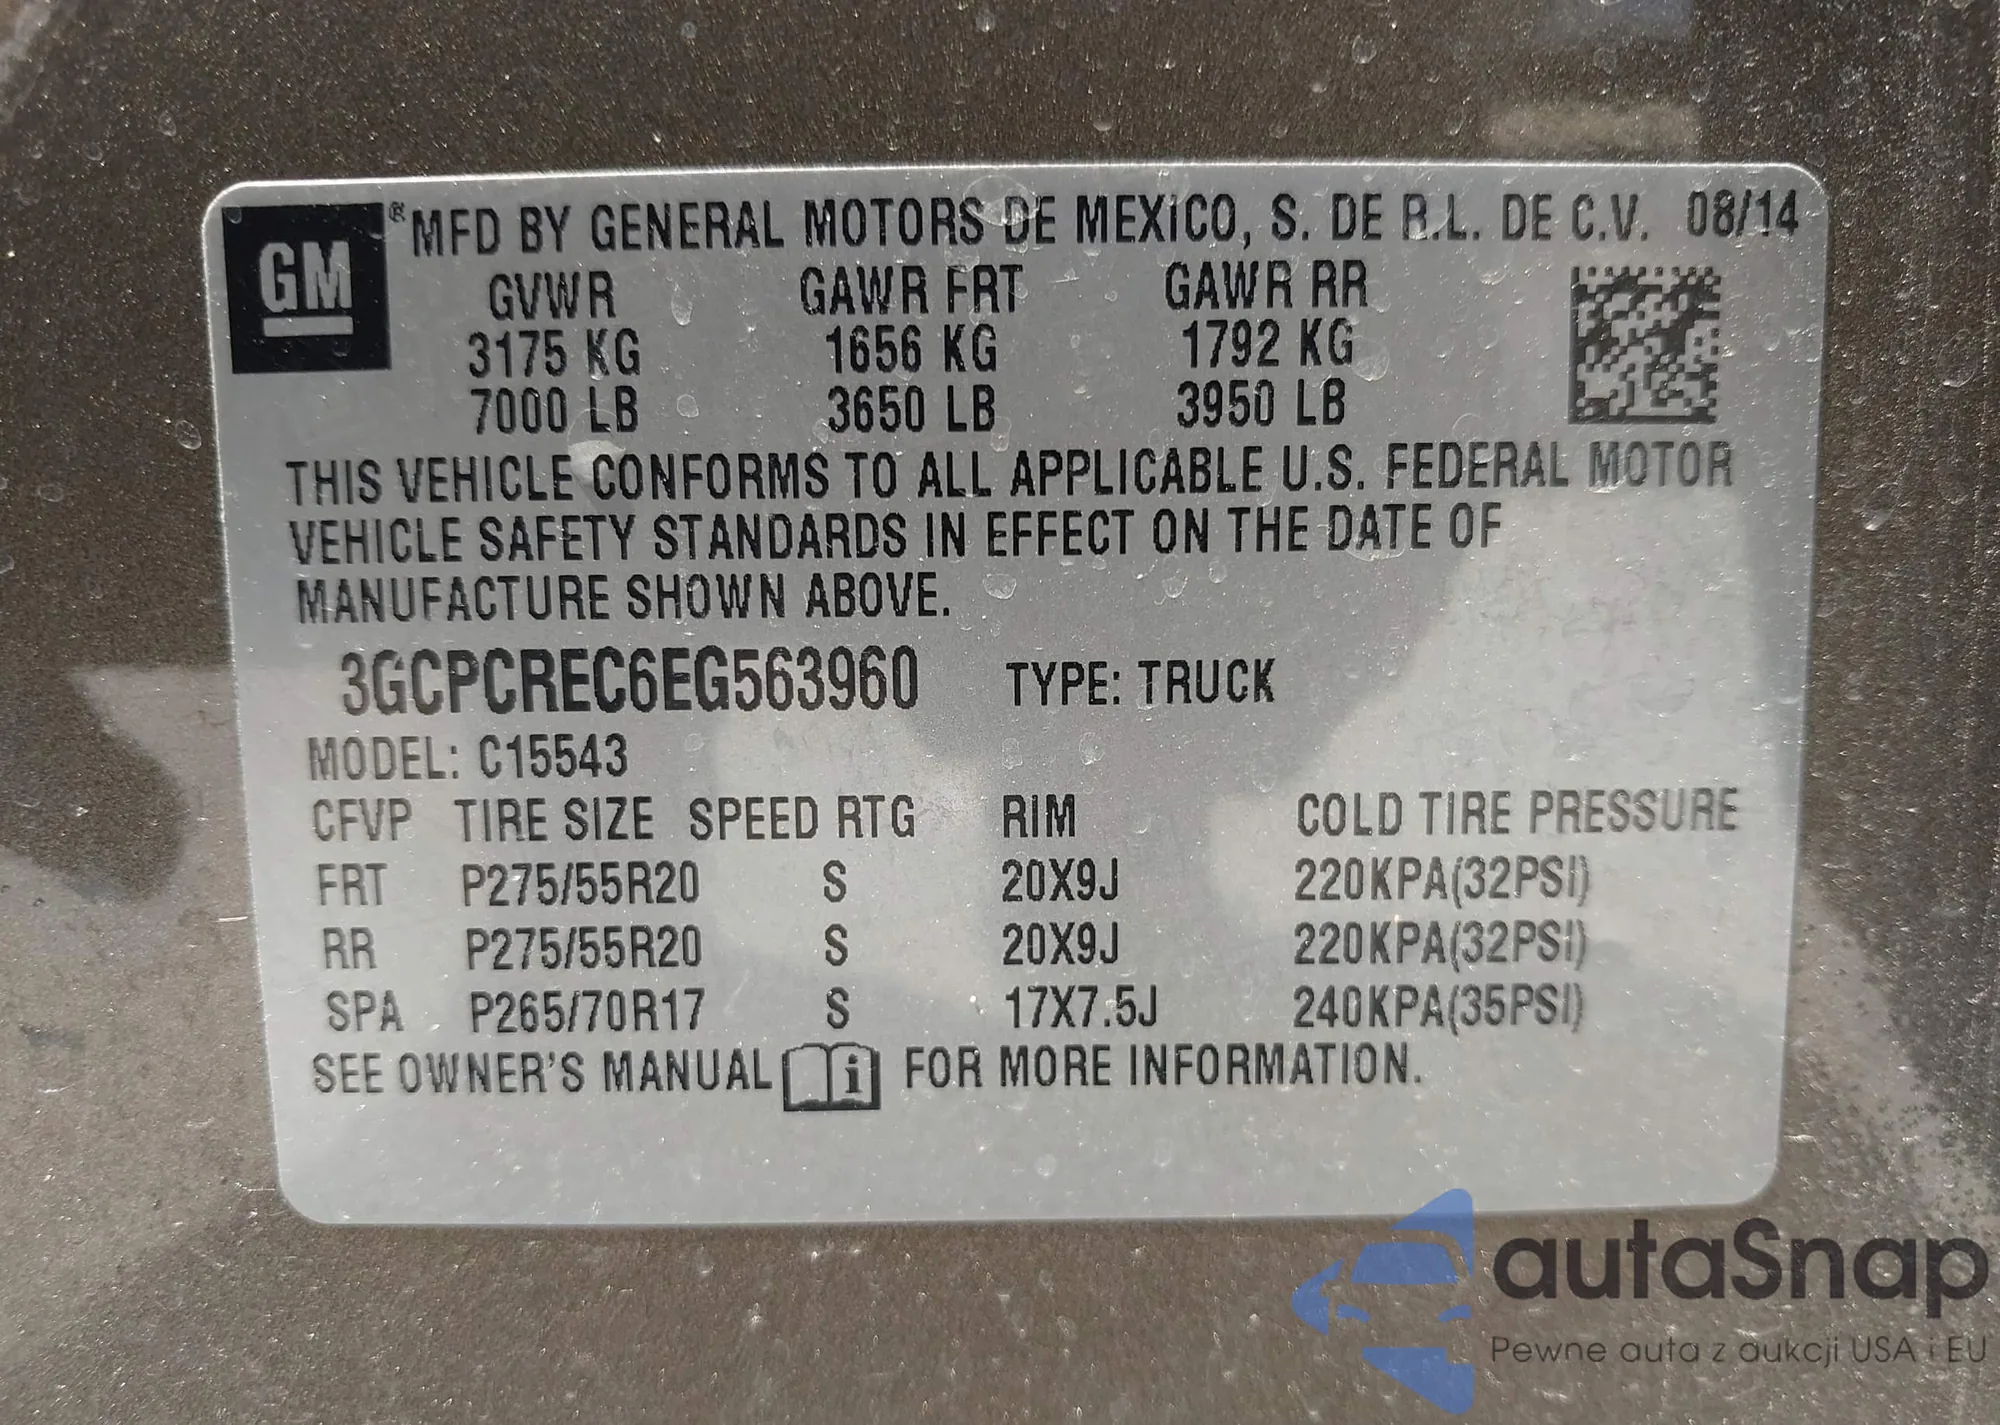 GM ® MFD BY GENERAL MOTORS DE MEXICO, S. DE R.L. DE C.V. 08/14
GVWR GAWR FRT GAWR RR
3175 KG 1656 KG 1792 KG
7000 LB 3650 LB 3950 LB
THIS VEHICLE CONFORMS TO ALL APPLICABLE U.S. FEDERAL MOTOR
VEHICLE SAFETY STANDARDS IN EFFECT ON THE DATE OF
MANUFACTURE SHOWN ABOVE.
3GCPCREC6EG563960 TYPE: TRUCK
MODEL: C15543
CFVP TIRE SIZE SPEED RTG RIM COLD TIRE PRESSURE
FRT P275/55R20 S 20X9J 220KPA(32PSI)
RR P275/55R20 S 20X9J 220KPA(32PSI)
SPA P265/70R17 S 17X7.5J 240KPA(35PSI)
SEE OWNER'S MANUAL i FOR MORE INFORMATION.
autaSnap
Pewne auta z aukcji USA i EU